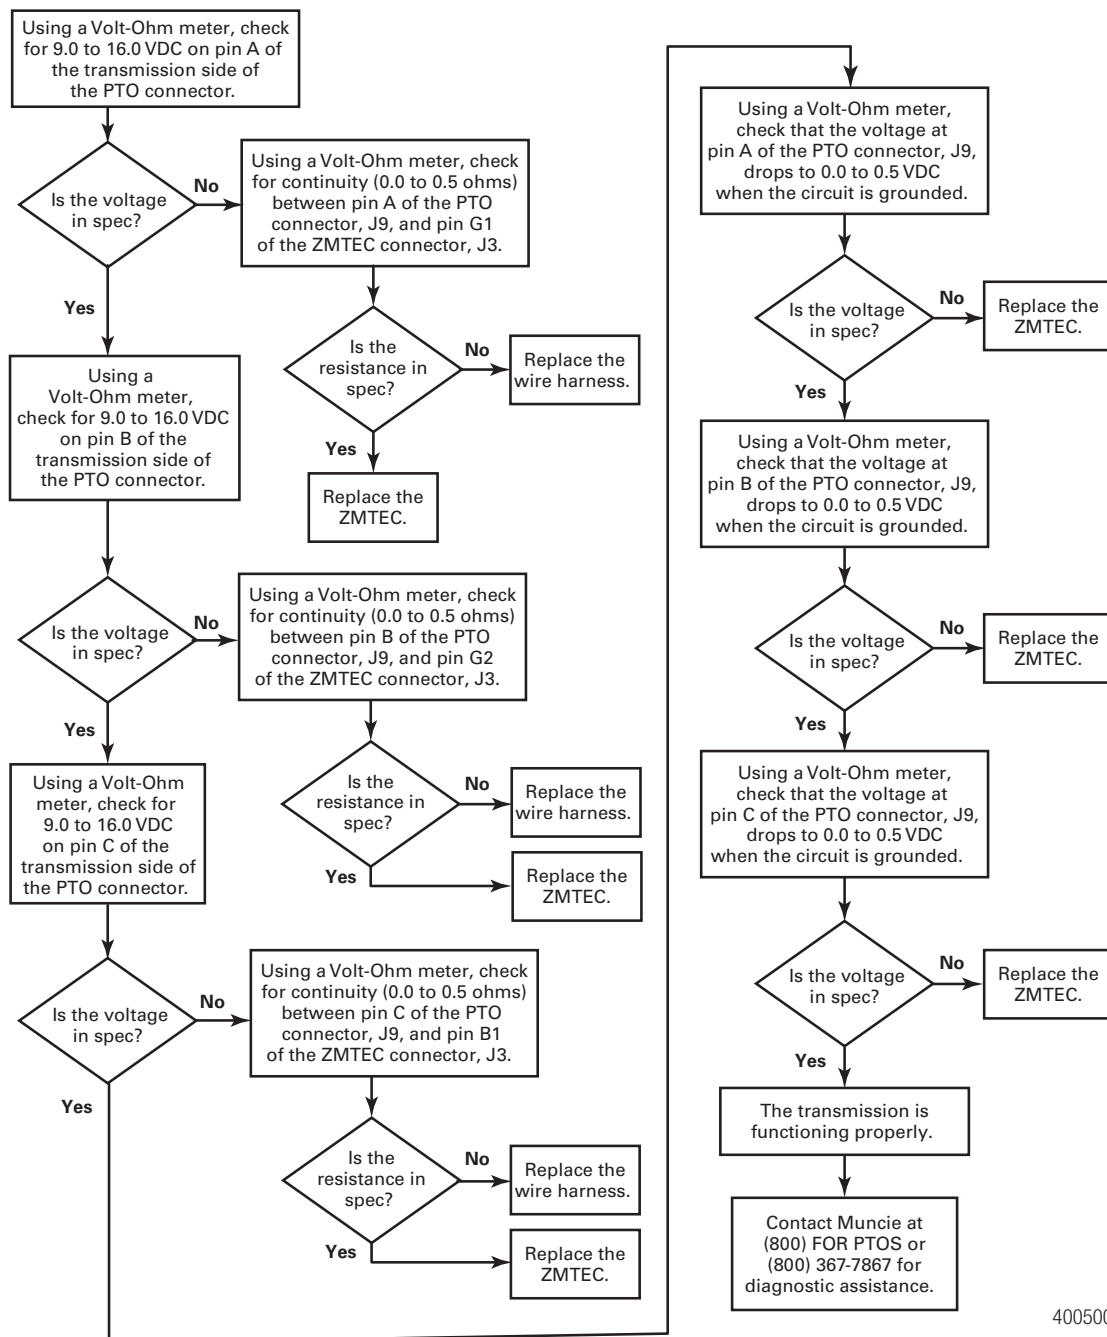 Using a Volt-Ohm meter, check
for 9.0 to 16.0 VDC on pin A of
the transmission side of
the PTO connector.
Is the voltage
in spec?
No
Using a Volt-Ohm meter, check
for continuity (0.0 to 0.5 ohms)
between pin A of the PTO
connector, J9, and pin G1
of the ZMTEC connector, J3.
Is the
resistance in
spec?
No
Replace the
wire harness.
Yes
Replace the
ZMTEC.
Yes
Using a
Volt-Ohm meter,
check for 9.0 to 16.0 VDC
on pin B of the
transmission side of
the PTO connector.
Is the voltage
in spec?
No
Using a Volt-Ohm meter, check
for continuity (0.0 to 0.5 ohms)
between pin B of the PTO
connector, J9, and pin G2
of the ZMTEC connector, J3.
Is the
resistance in
spec?
No
Replace the
wire harness.
Yes
Replace the
ZMTEC.
Yes
Using a Volt-Ohm
meter, check for
9.0 to 16.0 VDC
on pin C of the
transmission side of
the PTO connector.
Is the voltage
in spec?
No
Using a Volt-Ohm meter, check
for continuity (0.0 to 0.5 ohms)
between pin C of the PTO
connector, J9, and pin B1
of the ZMTEC connector, J3.
Is the
resistance in
spec?
No
Replace the
wire harness.
Yes
Replace the
ZMTEC.
Yes
Using a Volt-Ohm meter,
check that the voltage at
pin A of the PTO connector, J9,
drops to 0.0 to 0.5 VDC
when the circuit is grounded.
Is the voltage
in spec?
No
Replace the
ZMTEC.
Yes
Using a Volt-Ohm meter,
check that the voltage at
pin B of the PTO connector, J9,
drops to 0.0 to 0.5 VDC
when the circuit is grounded.
Is the voltage
in spec?
No
Replace the
ZMTEC.
Yes
Using a Volt-Ohm meter,
check that the voltage at
pin C of the PTO connector, J9,
drops to 0.0 to 0.5 VDC
when the circuit is grounded.
Is the voltage
in spec?
No
Replace the
ZMTEC.
Yes
The transmission is
functioning properly.
Contact Muncie at
(800) FOR PTOS or
(800) 367-7867 for
diagnostic assistance.
400500